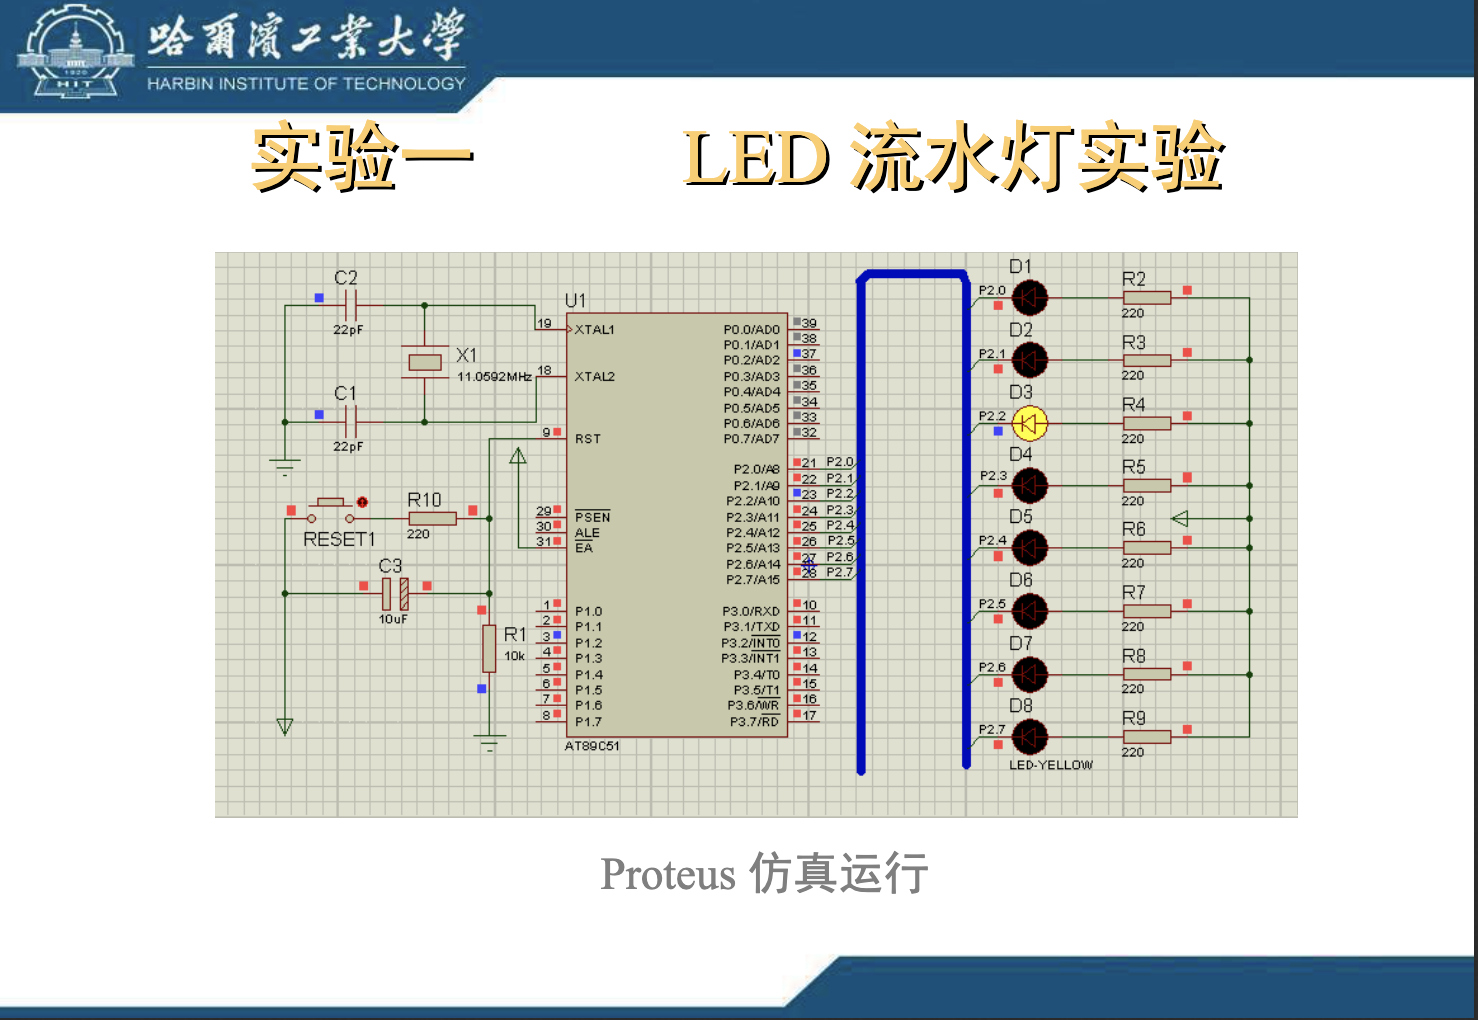 哈爾濱工業大學
HARBIN INSTITUTE OF TECHNOLOGY
1920
HIT
实验一 LED 流水灯实验
C2
22pF
X1
11.0592MHz
C1
22pF
RESET1
R10
220
C3
10uF
R1
10k
U1
19 XTAL1
18 XTAL2
9 RST
29 PSEN
30 ALE
31 EA
1 P1.0
2 P1.1
3 P1.2
4 P1.3
5 P1.4
6 P1.5
7 P1.6
8 P1.7
P0.0/AD0 39
P0.1/AD1 38
P0.2/AD2 37
P0.3/AD3 36
P0.4/AD4 35
P0.5/AD5 34
P0.6/AD6 33
P0.7/AD7 32
P2.0/A8 21 P2.0
P2.1/A9 22 P2.1
P2.2/A10 23 P2.2
P2.3/A11 24 P2.3
P2.4/A12 25 P2.4
P2.5/A13 26 P2.5
P2.6/A14 27 P2.6
P2.7/A15 28 P2.7
P3.0/RXD 10
P3.1/TXD 11
P3.2/INT0 12
P3.3/INT1 13
P3.4/T0 14
P3.5/T1 15
P3.6/WR 16
P3.7/RD 17
AT89C51
D1
P2.0
R2
220
D2
P2.1
R3
220
D3
P2.2
R4
220
D4
P2.3
R5
220
D5
P2.4
R6
220
D6
P2.5
R7
220
D7
P2.6
R8
220
D8
P2.7
R9
220
LED-YELLOW
Proteus 仿真运行